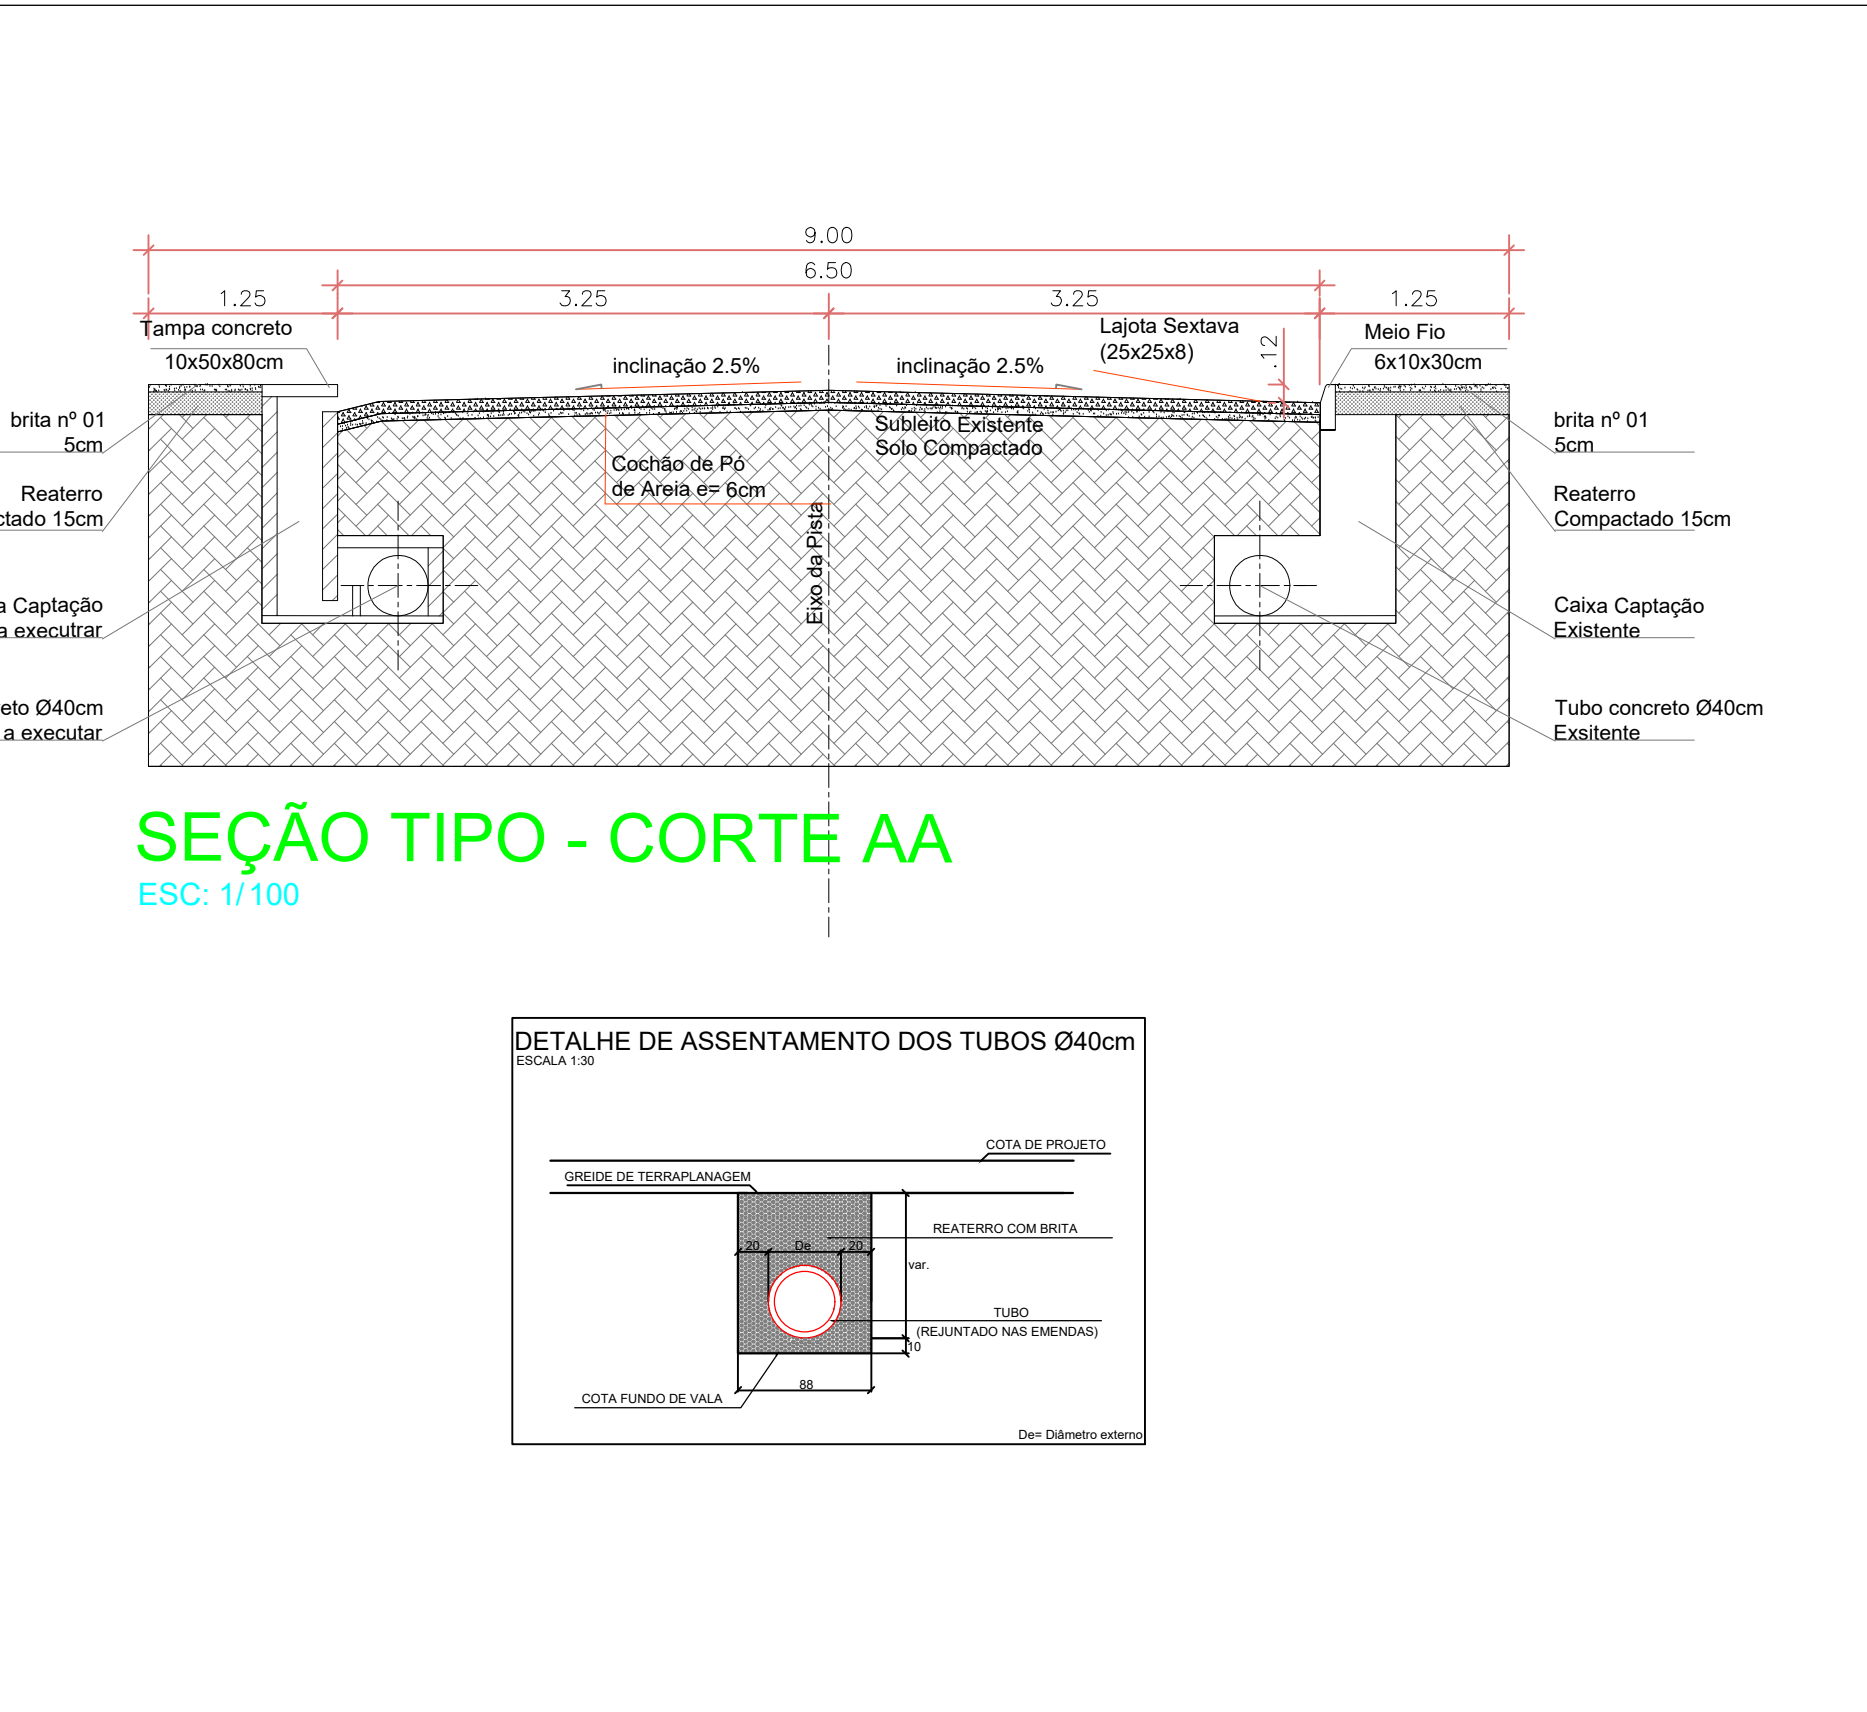 9.00
6.50
1.25
3.25
3.25
1.25
Tampa concreto
10x50x80cm
inclinação 2.5%
inclinação 2.5%
Lajota Sextava
(25x25x8)
.12
Meio Fio
6x10x30cm
brita nº 01
5cm
Reaterro
ctado 15cm
a Captação
a executrar
eto Ø40cm
a executar
Subleito Existente
Solo Compactado
Cochão de Pó
de Areia e= 6cm
Eixo da Pista
brita nº 01
5cm
Reaterro
Compactado 15cm
Caixa Captação
Existente
Tubo concreto Ø40cm
Exsitente
SEÇÃO TIPO - CORTE AA
ESC: 1/100
DETALHE DE ASSENTAMENTO DOS TUBOS Ø40cm
ESCALA 1:30
COTA DE PROJETO
GREIDE DE TERRAPLANAGEM
REATERRO COM BRITA
20
De
20
var.
TUBO
(REJUNTADO NAS EMENDAS)
10
88
COTA FUNDO DE VALA
De= Diâmetro externo